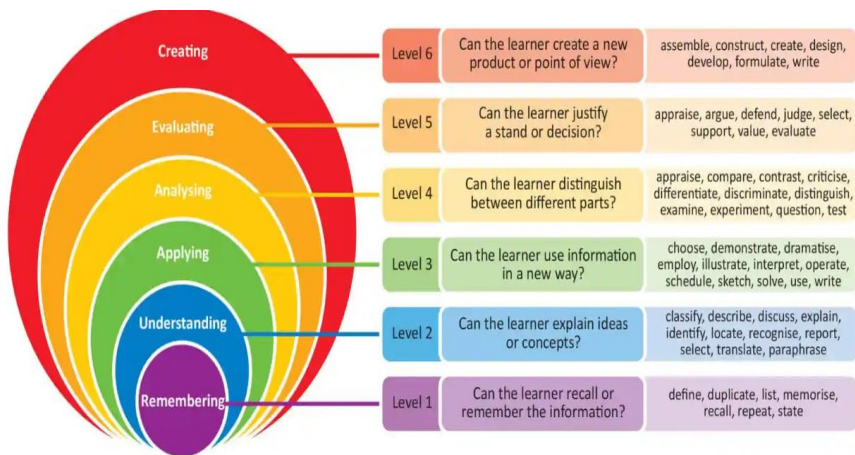 Creating
Level 6
Can the learner create a new
product or point of view?
assemble, construct, create, design,
develop, formulate, write
Evaluating
Level 5
Can the learner justify
a stand or decision?
appraise, argue, defend, judge, select,
support, value, evaluate
Analysing
Level 4
Can the learner distinguish
between different parts?
appraise, compare, contrast, criticise,
differentiate, discriminate, distinguish,
examine, experiment, question, test
Applying
Level 3
Can the learner use information
in a new way?
choose, demonstrate, dramatise,
employ, illustrate, interpret, operate,
schedule, sketch, solve, use, write
Understanding
Level 2
Can the learner explain ideas
or concepts?
classify, describe, discuss, explain,
identify, locate, recognise, report,
select, translate, paraphrase
Remembering
Level 1
Can the learner recall or
remember the information?
define, duplicate, list, memorise,
recall, repeat, state